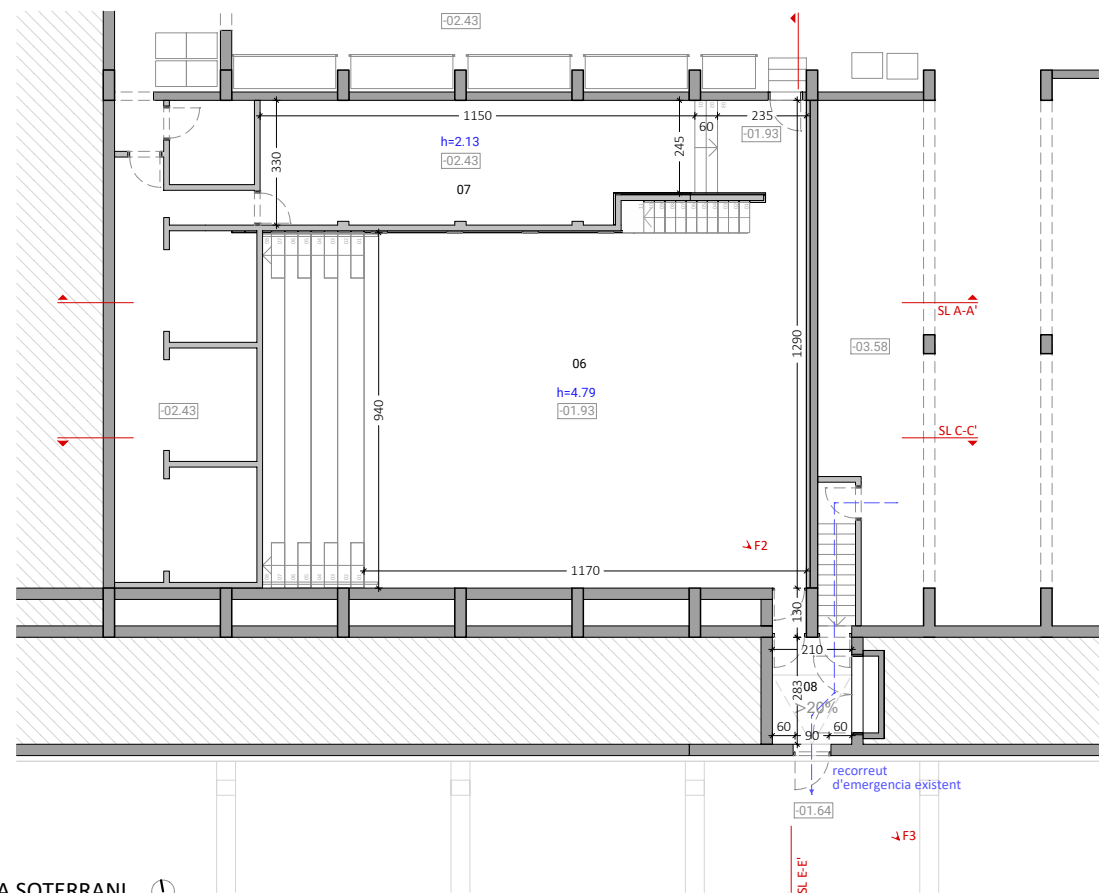 -02.43
1150
60
235
-01.93
h=2.13
-02.43
07
330
245
SL A-A'
1290
-03.58
06
h=4.79
-01.93
-02.43
940
SL C-C'
F2
1170
130
210
08
283
>20%
60
90
60
recorreut
d'emergencia existent
-01.64
F3
SL E-E'
A SOTERRANI